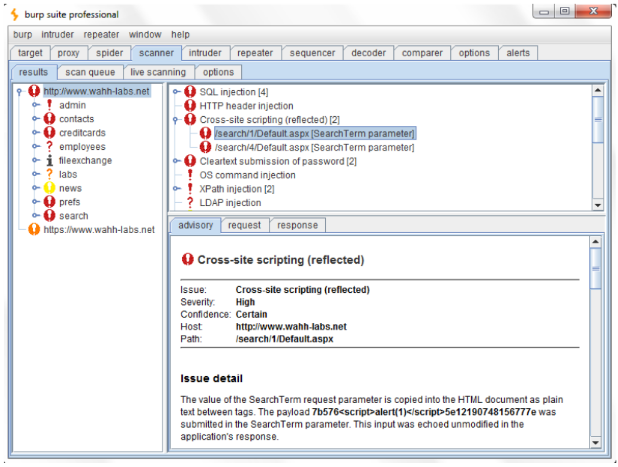 burp suite professional
burp intruder repeater window help
target proxy spider scanner intruder repeater sequencer decoder comparer options alerts
results scan queue live scanning options
http://www.wahh-labs.net
admin
contacts
creditcards
employees
fileexchange
labs
news
prefs
search
https://www.wahh-labs.net
SQL injection [4]
HTTP header injection
Cross-site scripting (reflected) [2]
/search/1/Default.aspx [SearchTerm parameter]
/search/4/Default.aspx [SearchTerm parameter]
Cleartext submission of password [2]
OS command injection
XPath injection [2]
LDAP injection
advisory request response
Cross-site scripting (reflected)
Issue: Cross-site scripting (reflected)
Severity: High
Confidence: Certain
Host: http://www.wahh-labs.net
Path: /search/1/Default.aspx
Issue detail
The value of the SearchTerm request parameter is copied into the HTML document as plain
text between tags. The payload 7b576<script>alert(1)</script>5e12190748156777e was
submitted in the SearchTerm parameter. This input was echoed unmodified in the
application's response.